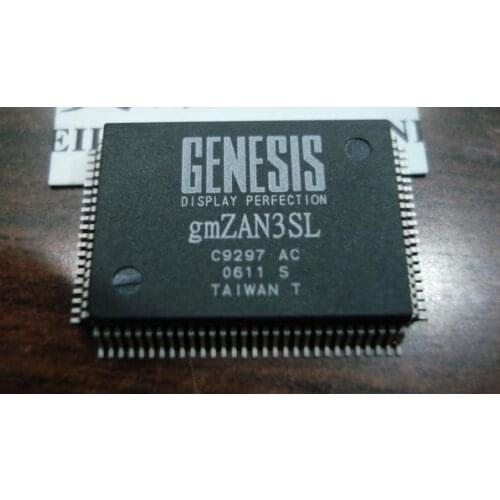 GENESIS
DISPLAY PERFECTION
gmZAN3SL
C9297 AC
0611 S
TAIWAN T